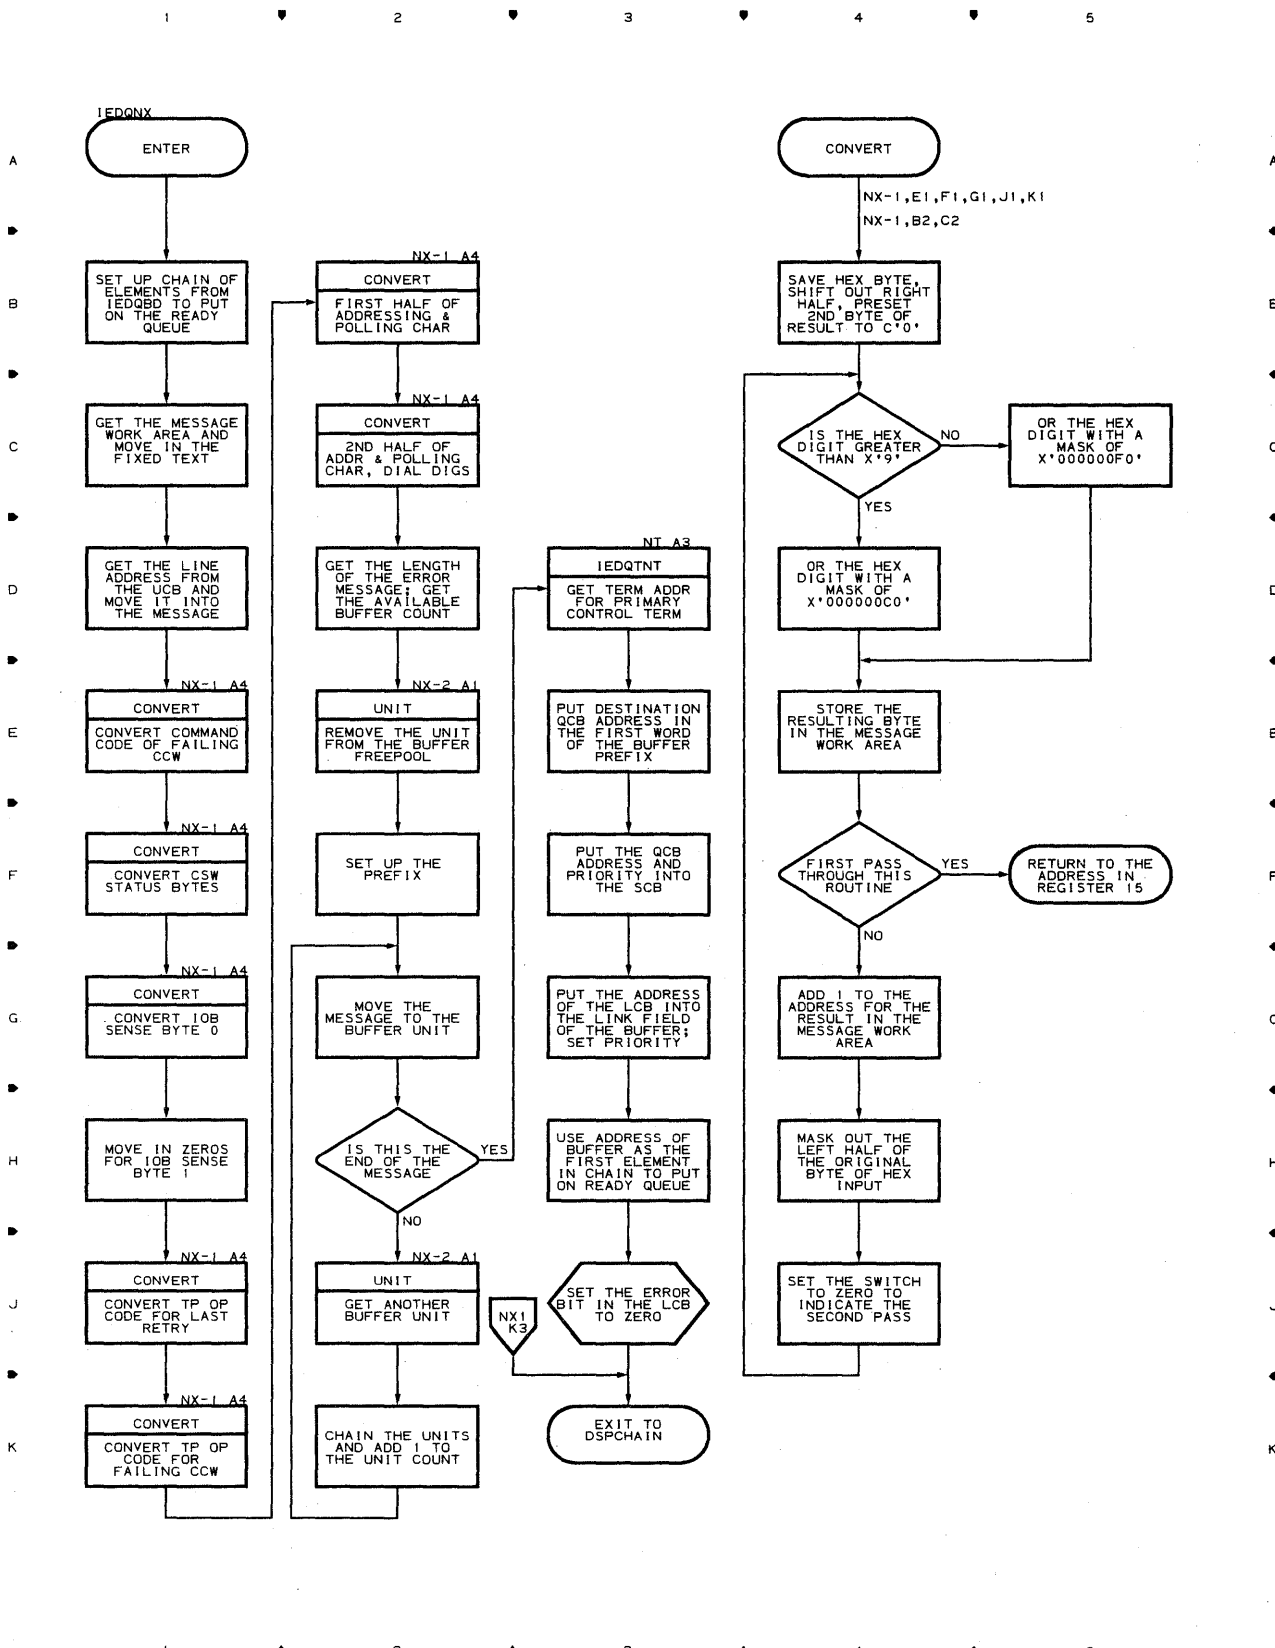 1 2 3 4 5
IEDQNX
ENTER
A
SET UP CHAIN OF
ELEMENTS FROM
IEDQBD TO PUT
ON THE READY
QUEUE
B
GET THE MESSAGE
WORK AREA AND
MOVE IN THE
FIXED TEXT
C
GET THE LINE
ADDRESS FROM
THE UCB AND
MOVE IT INTO
THE MESSAGE
D
NX-1 A4
CONVERT
CONVERT COMMAND
CODE OF FAILING
CCW
E
NX-1 A4
CONVERT
CONVERT CSW
STATUS BYTES
F
NX-1 A4
CONVERT
CONVERT IOB
SENSE BYTE 0
G
MOVE IN ZEROS
FOR IOB SENSE
BYTE 1
H
NX-1 A4
CONVERT
CONVERT TP OP
CODE FOR LAST
RETRY
J
NX-1 A4
CONVERT
CONVERT TP OP
CODE FOR
FAILING CCW
K
NX-1 A4
CONVERT
FIRST HALF OF
ADDRESSING &
POLLING CHAR
NX-1 A4
CONVERT
2ND HALF OF
ADDR & POLLING
CHAR, DIAL DIGS
GET THE LENGTH
OF THE ERROR
MESSAGE; GET
THE AVAILABLE
BUFFER COUNT
NX-2 A1
UNIT
REMOVE THE UNIT
FROM THE BUFFER
FREEPOOL
SET UP THE
PREFIX
MOVE THE
MESSAGE TO THE
BUFFER UNIT
IS THIS THE
END OF THE
MESSAGE
YES
NO
NX-2 A1
UNIT
GET ANOTHER
BUFFER UNIT
CHAIN THE UNITS
AND ADD 1 TO
THE UNIT COUNT
NT A3
IEDQTNT
GET TERM ADDR
FOR PRIMARY
CONTROL TERM
PUT DESTINATION
QCB ADDRESS IN
THE FIRST WORD
OF THE BUFFER
PREFIX
PUT THE QCB
ADDRESS AND
PRIORITY INTO
THE SCB
PUT THE ADDRESS
OF THE LCB INTO
THE LINK FIELD
OF THE BUFFER;
SET PRIORITY
USE ADDRESS OF
BUFFER AS THE
FIRST ELEMENT
IN CHAIN TO PUT
ON READY QUEUE
SET THE ERROR
BIT IN THE LCB
TO ZERO
NX1
K3
EXIT TO
DSPCHAIN
CONVERT
NX-1,E1,F1,G1,J1,K1
NX-1,B2,C2
SAVE HEX BYTE,
SHIFT OUT RIGHT
HALF, PRESET
2ND BYTE OF
RESULT TO C'0'
IS THE HEX
DIGIT GREATER
THAN X'9'
NO
YES
OR THE HEX
DIGIT WITH A
MASK OF
X'000000F0'
OR THE HEX
DIGIT WITH A
MASK OF
X'000000C0'
STORE THE
RESULTING BYTE
IN THE MESSAGE
WORK AREA
FIRST PASS
THROUGH THIS
ROUTINE
YES
RETURN TO THE
ADDRESS IN
REGISTER 15
NO
ADD 1 TO THE
ADDRESS FOR THE
RESULT IN THE
MESSAGE WORK
AREA
MASK OUT THE
LEFT HALF OF
THE ORIGINAL
BYTE OF HEX
INPUT
SET THE SWITCH
TO ZERO TO
INDICATE THE
SECOND PASS